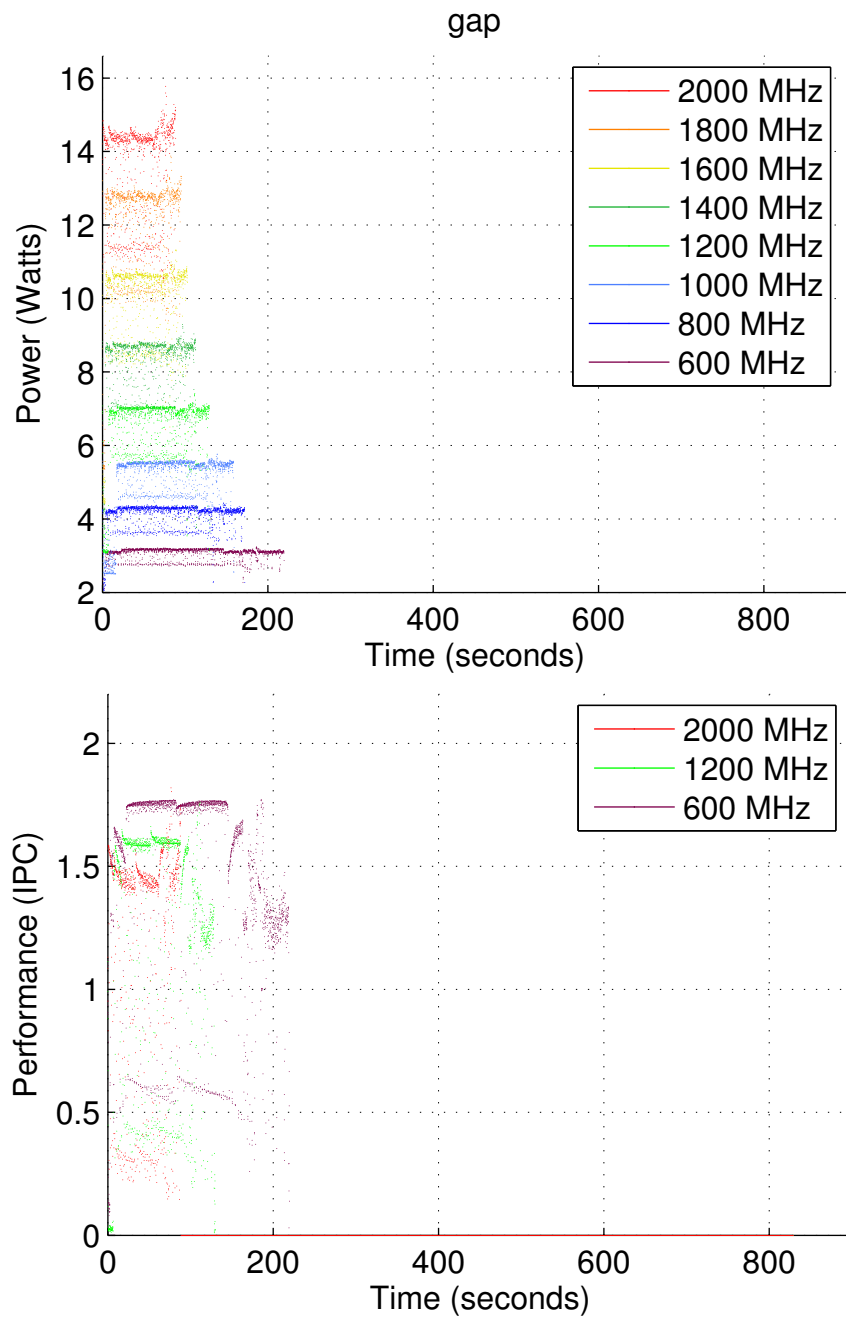 gap
16
14
12
10
8
6
4
2
Power (Watts)
2000 MHz
1800 MHz
1600 MHz
1400 MHz
1200 MHz
1000 MHz
800 MHz
600 MHz
0 200 400 600 800
Time (seconds)
2
1.5
1
0.5
0
Performance (IPC)
2000 MHz
1200 MHz
600 MHz
0 200 400 600 800
Time (seconds)